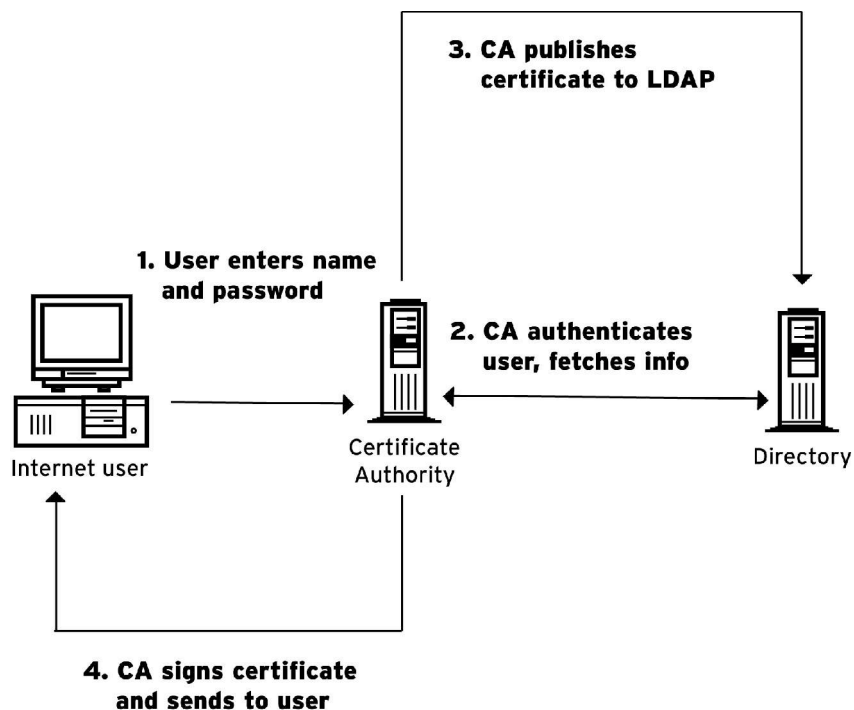 3. CA publishes
certificate to LDAP
1. User enters name
and password
2. CA authenticates
user, fetches info
Internet user
Certificate
Authority
Directory
4. CA signs certificate
and sends to user